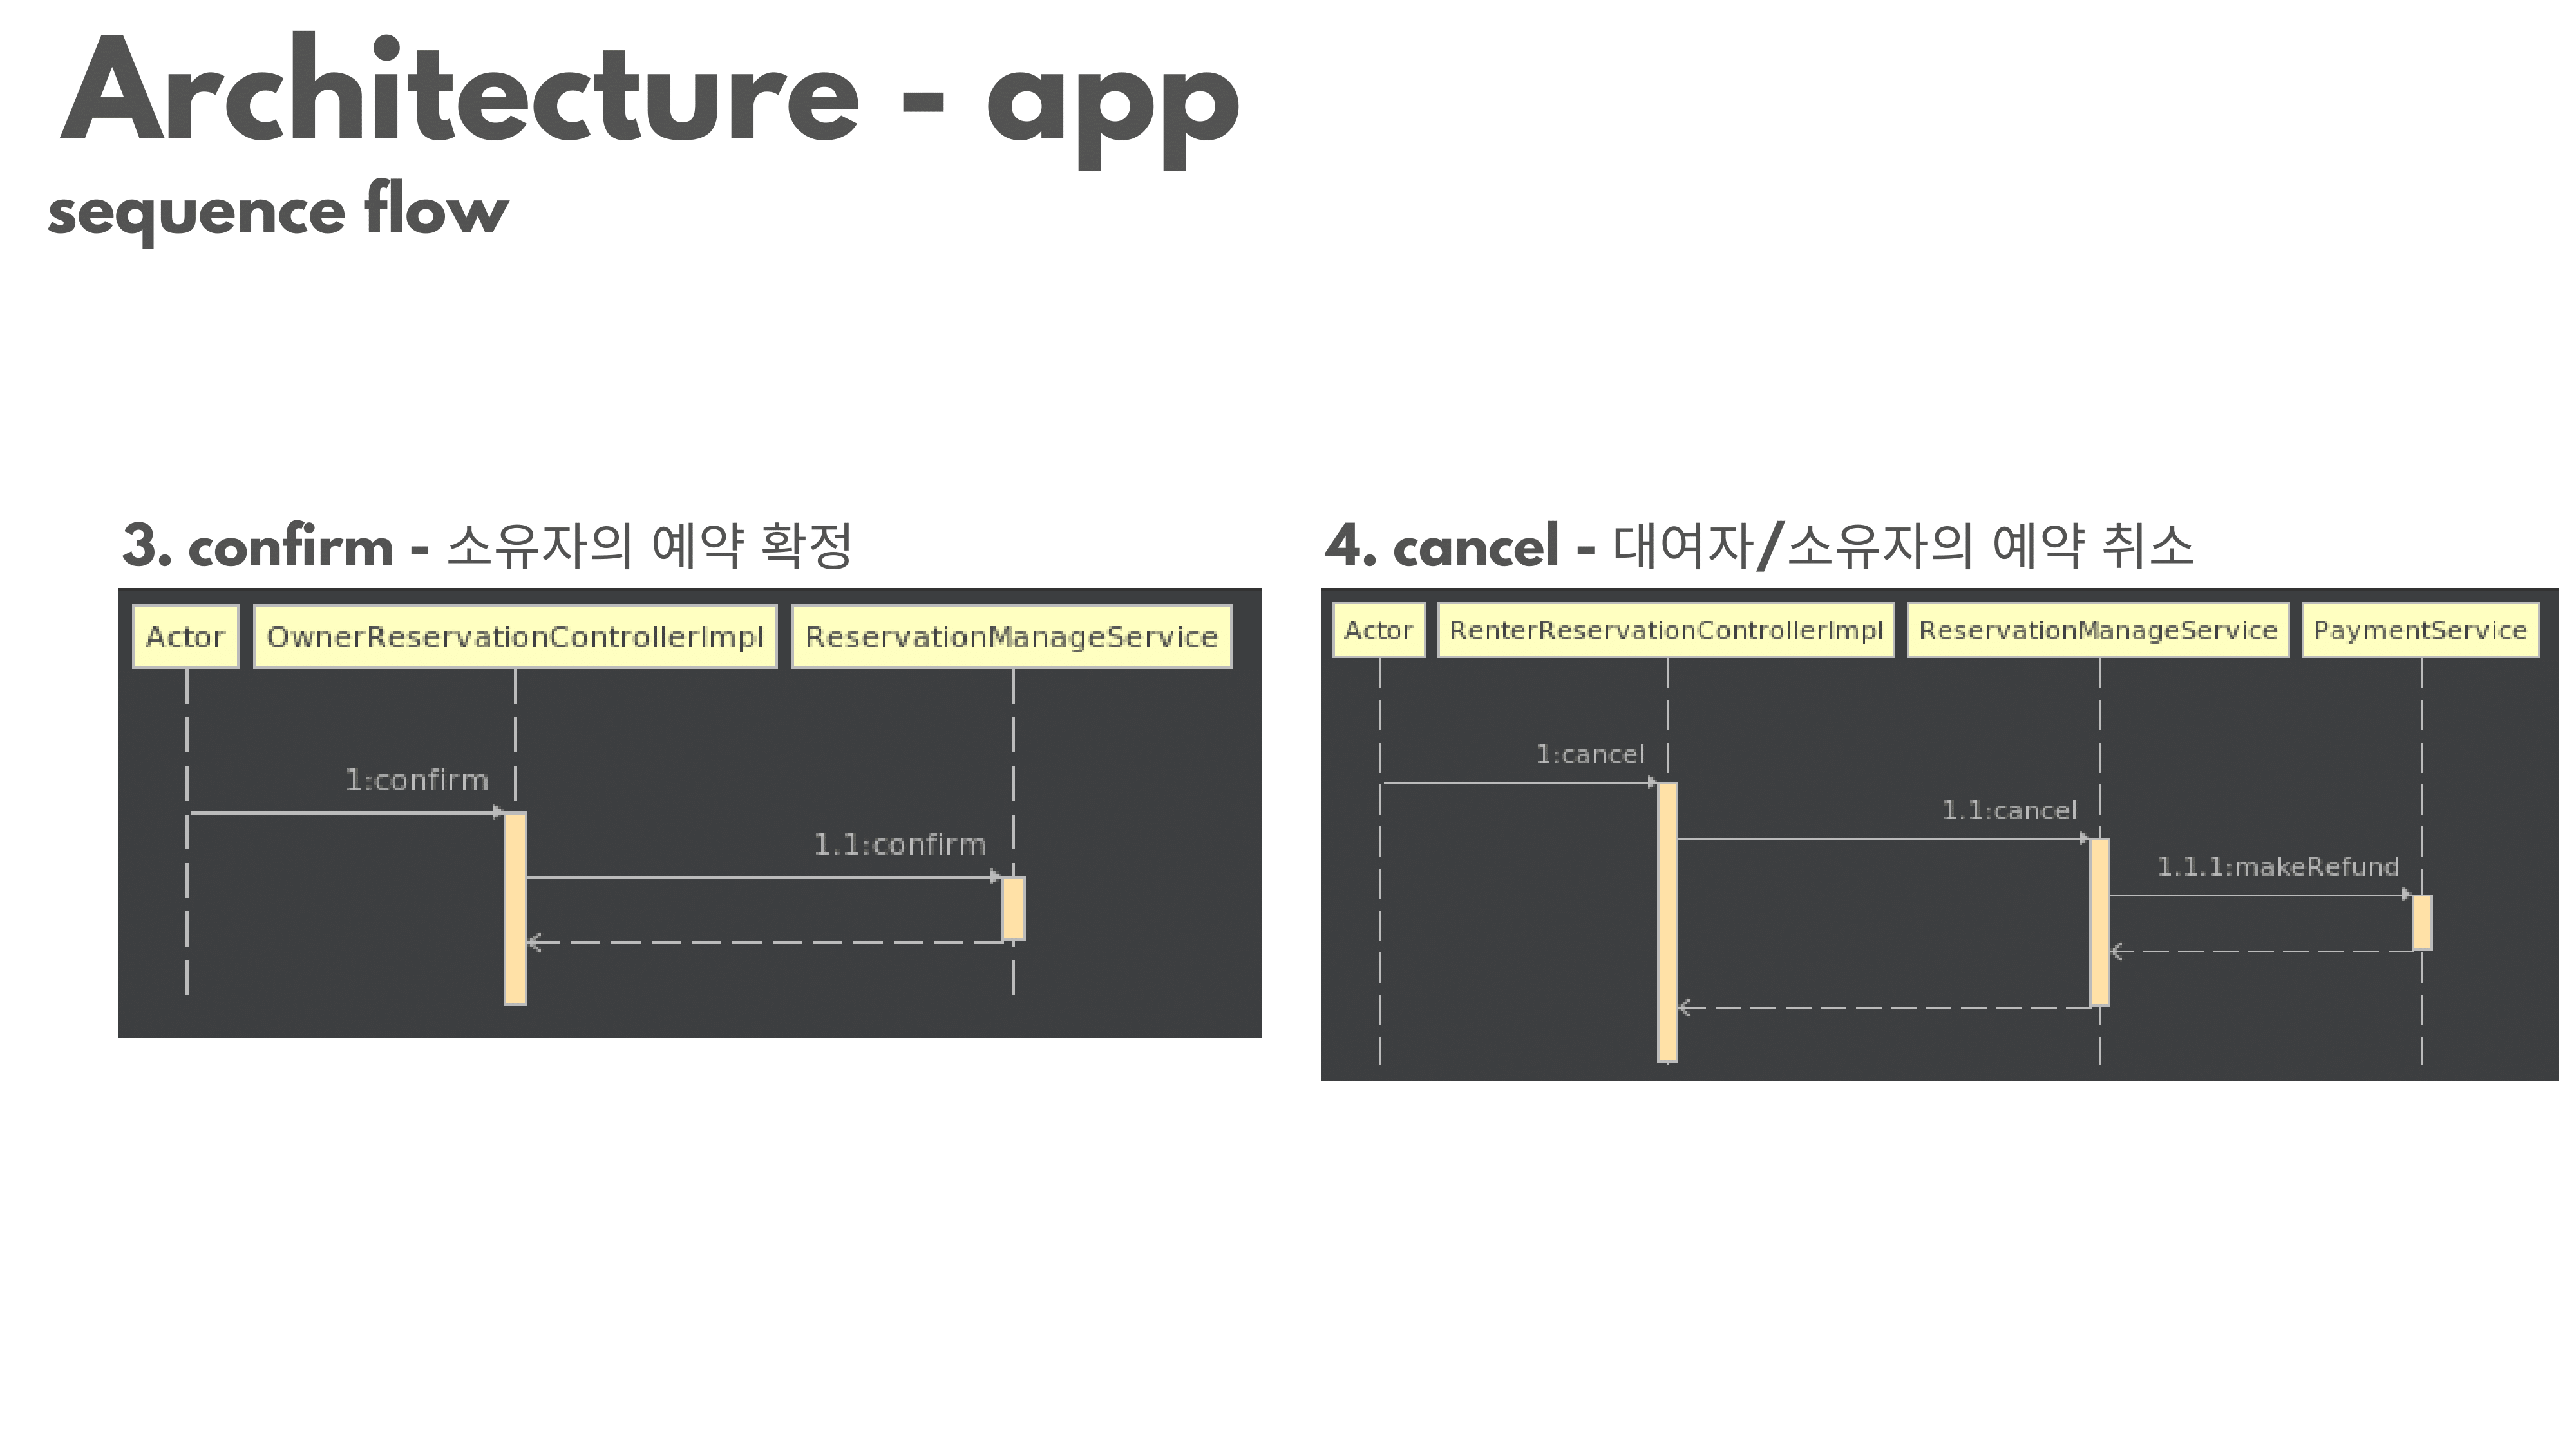 Architecture - app
sequence flow
3. confirm - 소유자의 예약 확정
Actor
OwnerReservationControllerImpl
ReservationManageService
1:confirm
1.1:confirm
4. cancel - 대여자/소유자의 예약 취소
Actor
RenterReservationControllerImpl
ReservationManageService
PaymentService
1:cancel
1.1:cancel
1.1.1:makeRefund